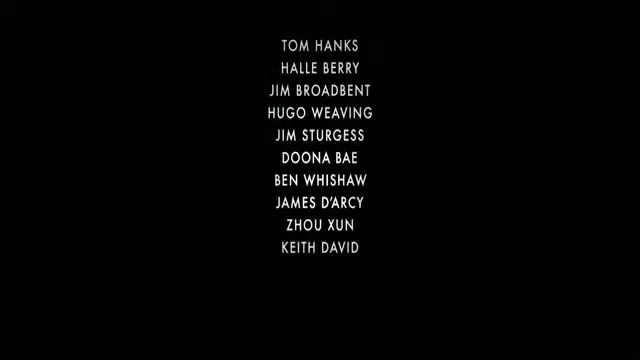 TOM HANKS
HALLE BERRY
JIM BROADBENT
HUGO WEAVING
JIM STURGESS
DOONA BAE
BEN WHISHAW
JAMES D'ARCY
ZHOU XUN
KEITH DAVID